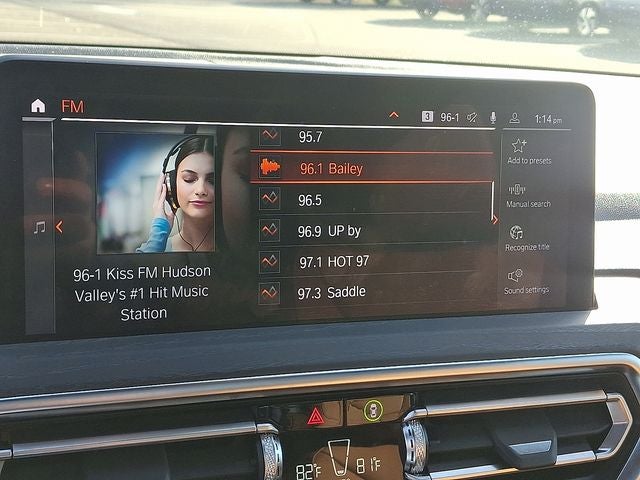 FM
3 96-1 1:14 pm
95.7
96.1 Bailey
96.5
96.9 UP by
97.1 HOT 97
97.3 Saddle
96-1 Kiss FM Hudson
Valley's #1 Hit Music
Station
Add to presets
Manual search
Recognize title
Sound settings
82°F 81°F